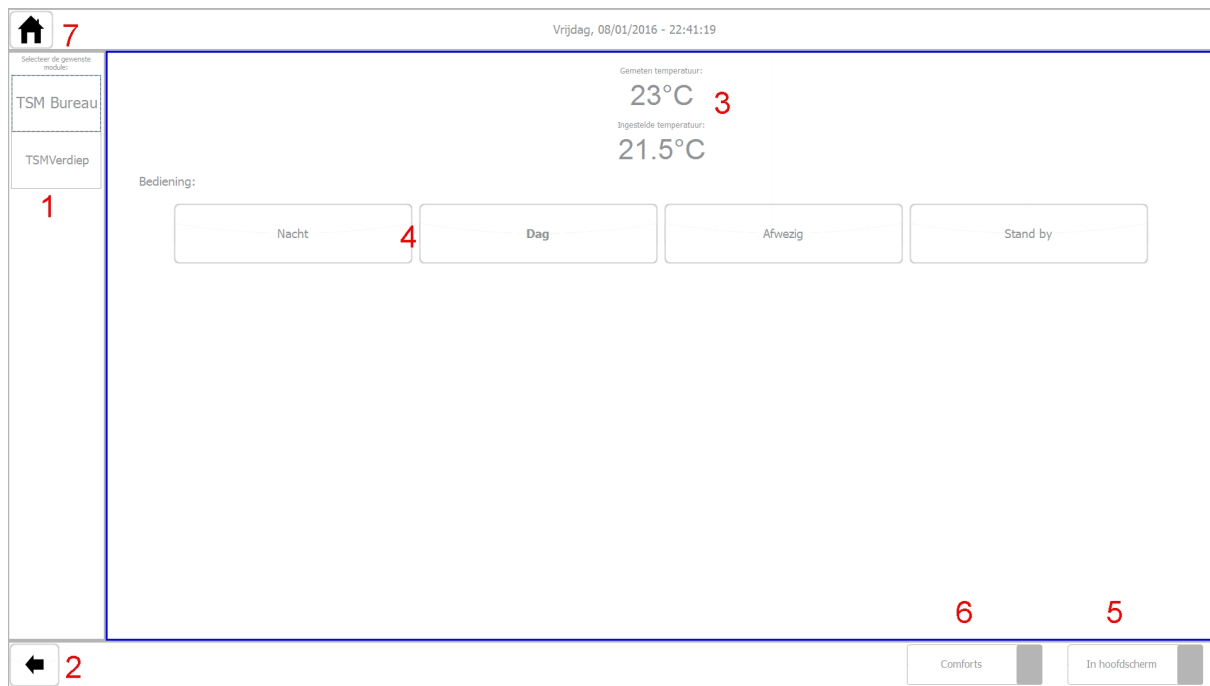 7
Vrijdag, 08/01/2016 - 22:41:19
Selecteer de gewenste
module:
TSM Bureau
TSMVerdiep
1
Gemeten temperatuur:
23°C
3
Ingestelde temperatuur:
21.5°C
Bediening:
Nacht
4
Dag
Afwezig
Stand by
6
5
2
Comforts
In hoofdscherm